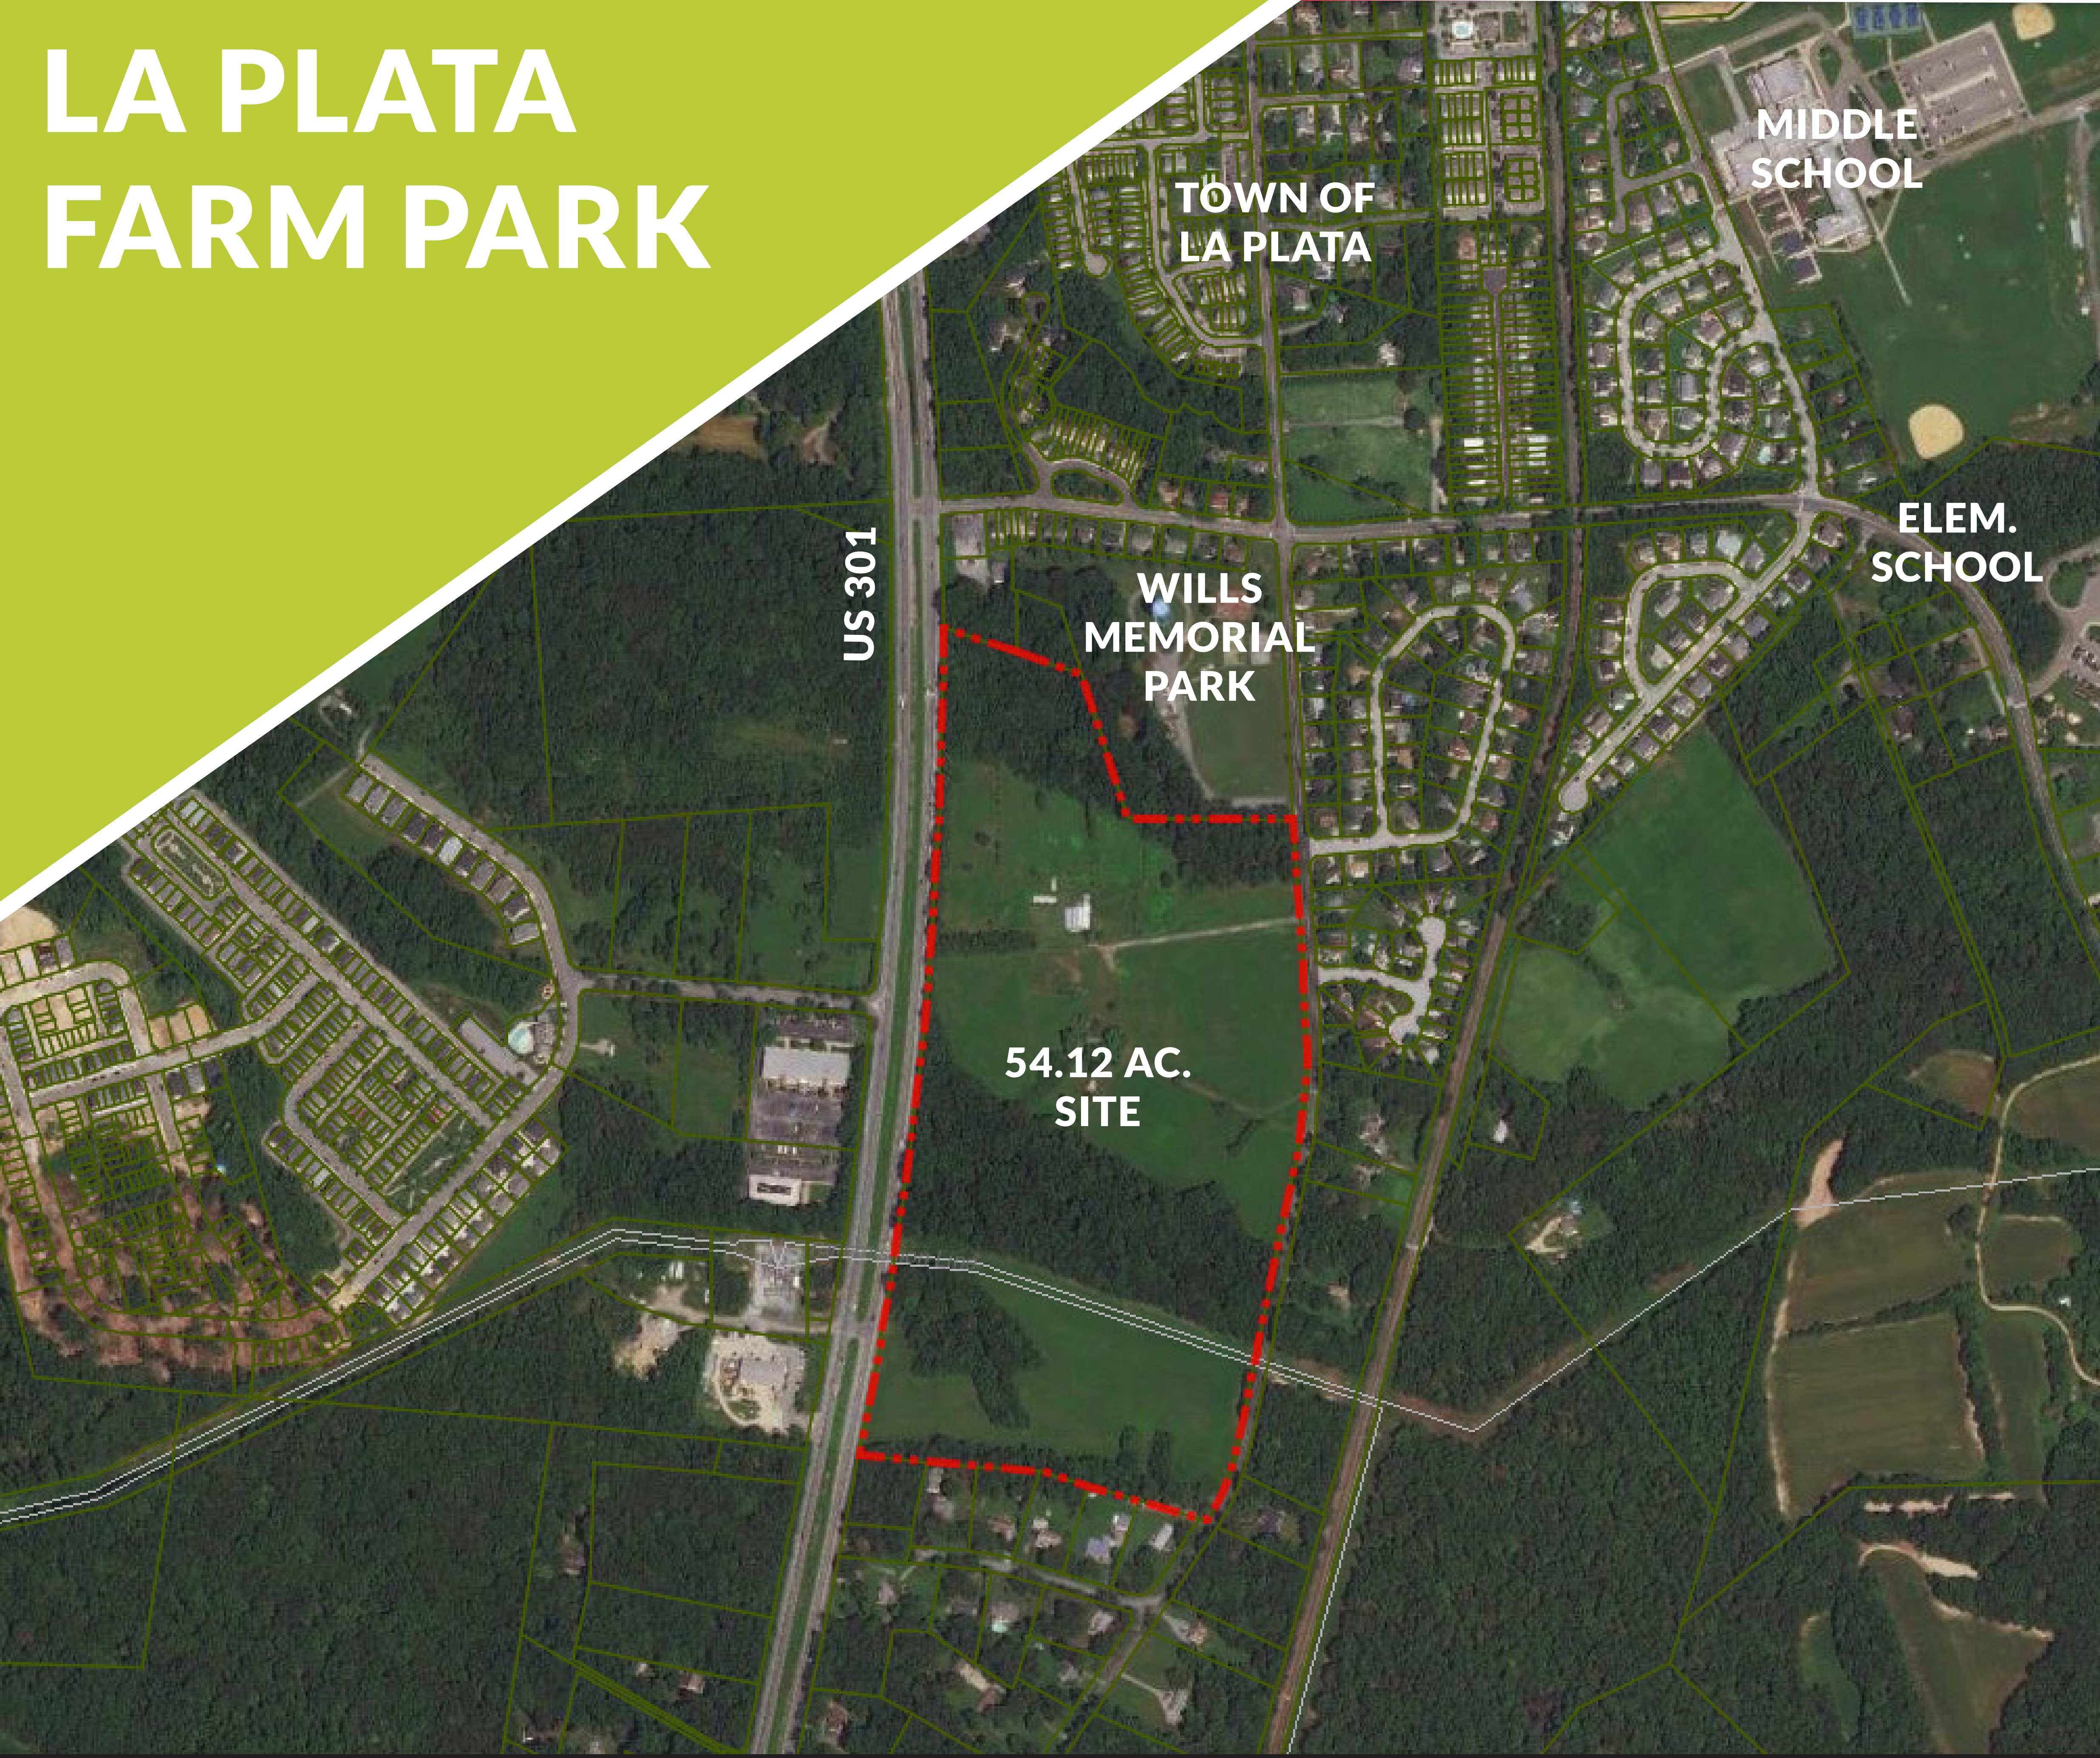 LA PLATA
FARM PARK
MIDDLE
SCHOOL
TOWN OF
LA PLATA
ELEM.
SCHOOL
US 301
WILLS
MEMORIAL
PARK
54.12 AC.
SITE